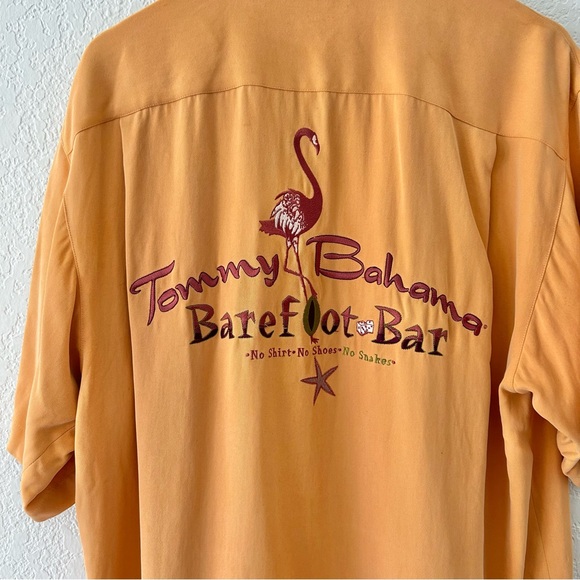 Tommy Bahama®
Barefoot Bar
•No Shirt•No Shoes•No Snakes•